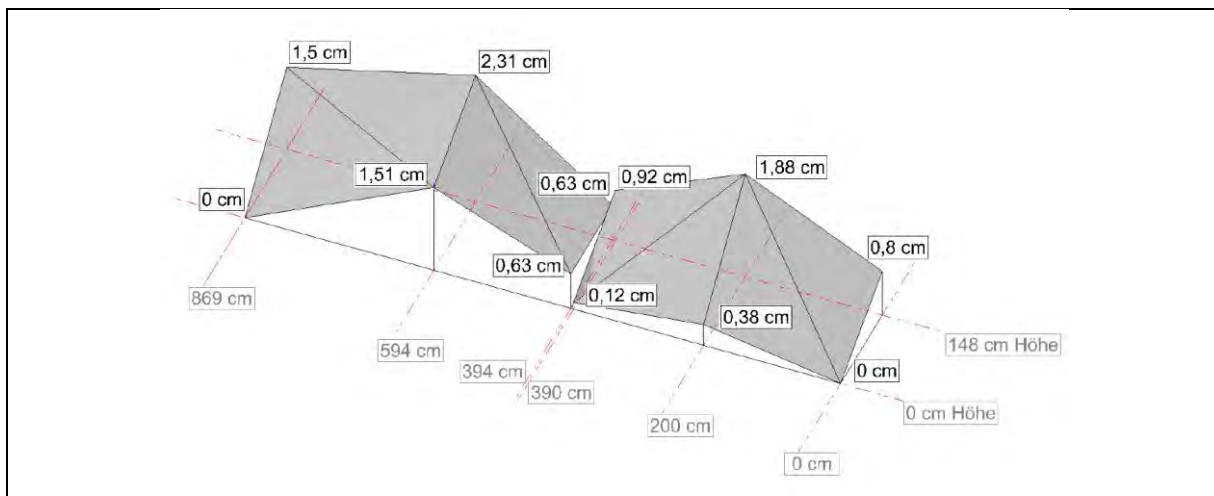 1,5 cm
2,31 cm
1,51 cm
0 cm
0,63 cm
0,92 cm
1,88 cm
0,63 cm
0,12 cm
0,38 cm
0,8 cm
0 cm
869 cm
594 cm
394 cm
390 cm
200 cm
0 cm
148 cm Höhe
0 cm Höhe